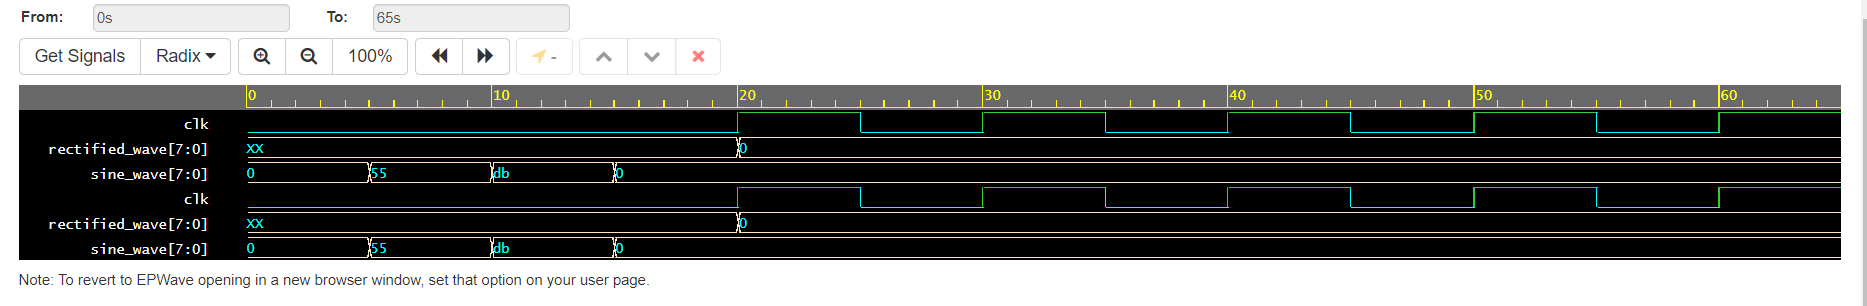 From: 0s To: 65s
Get Signals Radix 100% -
0 10 20 30 40 50 60
clk
rectified_wave[7:0] XX 0
sine_wave[7:0] 0 55 db 0
clk
rectified_wave[7:0] XX 0
sine_wave[7:0] 0 55 db 0
Note: To revert to EPWave opening in a new browser window, set that option on your user page.